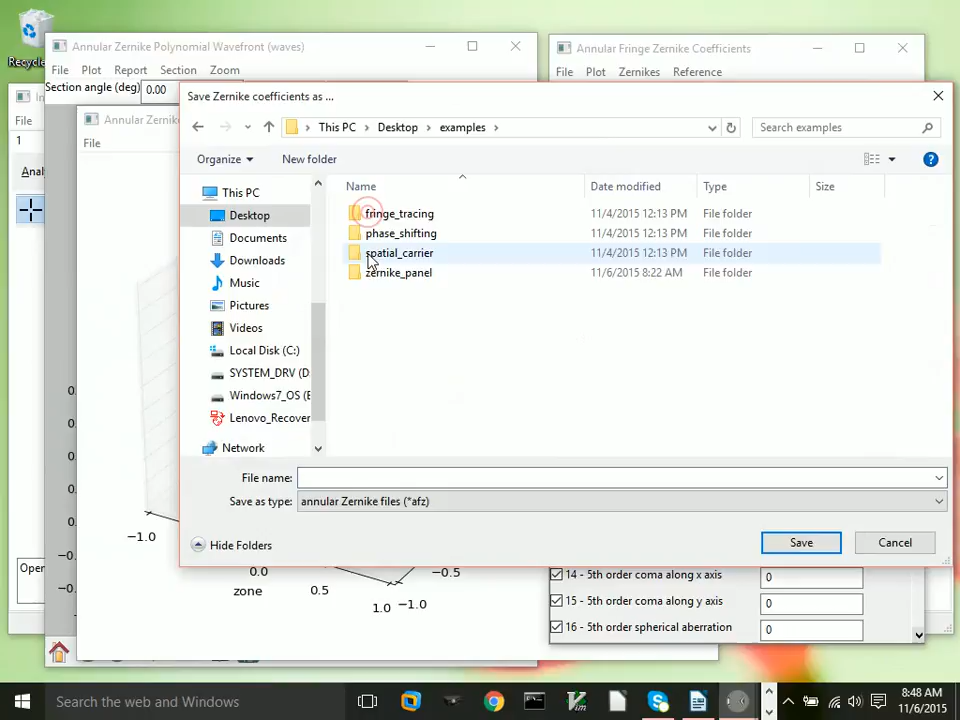 Annular Zernike Polynomial Wavefront (waves)
File Plot Report Section Zoom
Section angle (deg) 0.00
Annular Fringe Zernike Coefficients
File Plot Zernikes Reference
File
1
Annular Zernike
File
Save Zernike coefficients as ...
This PC › Desktop › examples ›
Search examples
Organize
New folder
Name Date modified Type Size
fringe_tracing 11/4/2015 12:13 PM File folder
phase_shifting 11/4/2015 12:13 PM File folder
spatial_carrier 11/4/2015 12:13 PM File folder
zernike_panel 11/6/2015 8:22 AM File folder
This PC
Desktop
Documents
Downloads
Music
Pictures
Videos
Local Disk (C:)
SYSTEM_DRV (D:
Windows7_OS (E
Lenovo_Recover
Network
File name:
Save as type: annular Zernike files (*afz)
Hide Folders
Save
Cancel
−1.0
0.0
zone
0.5
1.0
−1.0
−0.5
14 - 5th order coma along x axis 0
15 - 5th order coma along y axis 0
16 - 5th order spherical aberration 0
Search the web and Windows
8:48 AM
11/6/2015